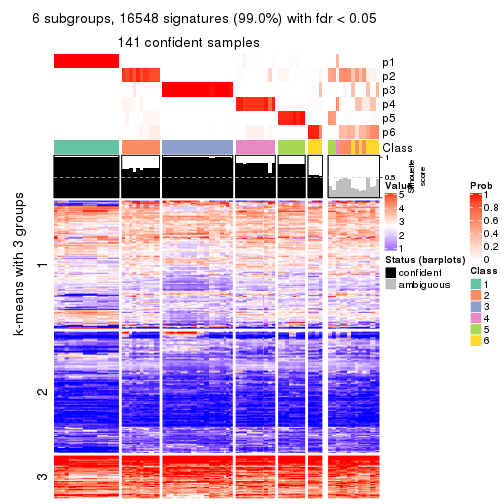 6 subgroups, 16548 signatures (99.0%) with fdr < 0.05
141 confident samples
p1
p2
p3
p4
p5
p6
Class
1
0.5
0
Silhouette
score
k-means with 3 groups
1
2
3
Value
5
4
3
2
1
Status (barplots)
confident
ambiguous
Prob
1
0.8
0.6
0.4
0.2
0
Class
1
2
3
4
5
6